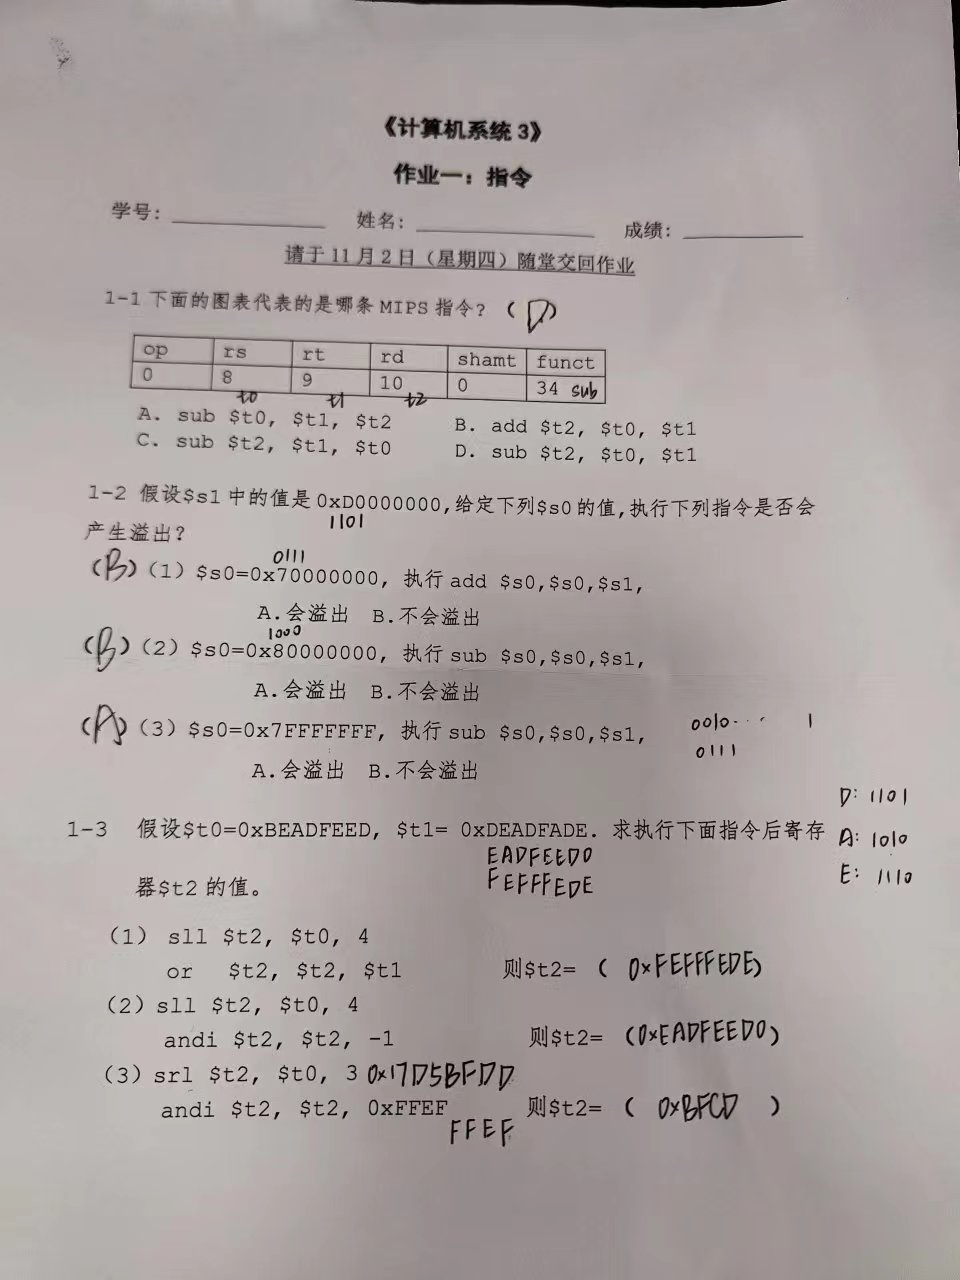 《计算机系统 3》
作业一：指令
学号： 姓名： 成绩：
请于 11 月 2 日（星期四）随堂交回作业
1-1 下面的图表代表的是哪条 MIPS 指令？（D）
op rs rt rd shamt funct
0 8 9 10 0 34 sub
t0 t1 t2
A. sub $t0, $t1, $t2 B. add $t2, $t0, $t1
C. sub $t2, $t1, $t0 D. sub $t2, $t0, $t1
1-2 假设$s1 中的值是 0xD0000000,给定下列$s0 的值,执行下列指令是否会
1101
产生溢出？
0111
(B)（1）$s0=0x70000000, 执行 add $s0,$s0,$s1,
A.会溢出 B.不会溢出
1000
(B)（2）$s0=0x80000000, 执行 sub $s0,$s0,$s1,
A.会溢出 B.不会溢出
(A)（3）$s0=0x7FFFFFFF, 执行 sub $s0,$s0,$s1,
0010... 1
0111
A.会溢出 B.不会溢出
D: 1101
1-3 假设$t0=0xBEADFEED, $t1= 0xDEADFADE. 求执行下面指令后寄存
A: 1010
EADFEED0
E: 1110
FEFFFEDE
器$t2 的值。
（1） sll $t2, $t0, 4
or $t2, $t2, $t1 则$t2= （ 0xFEFFFEDE）
（2）sll $t2, $t0, 4
andi $t2, $t2, -1 则$t2= （0xEADFEED0）
（3）srl $t2, $t0, 3 0x17D5BFDD
andi $t2, $t2, 0xFFEF 则$t2= （ 0xBFCD ）
FFEF